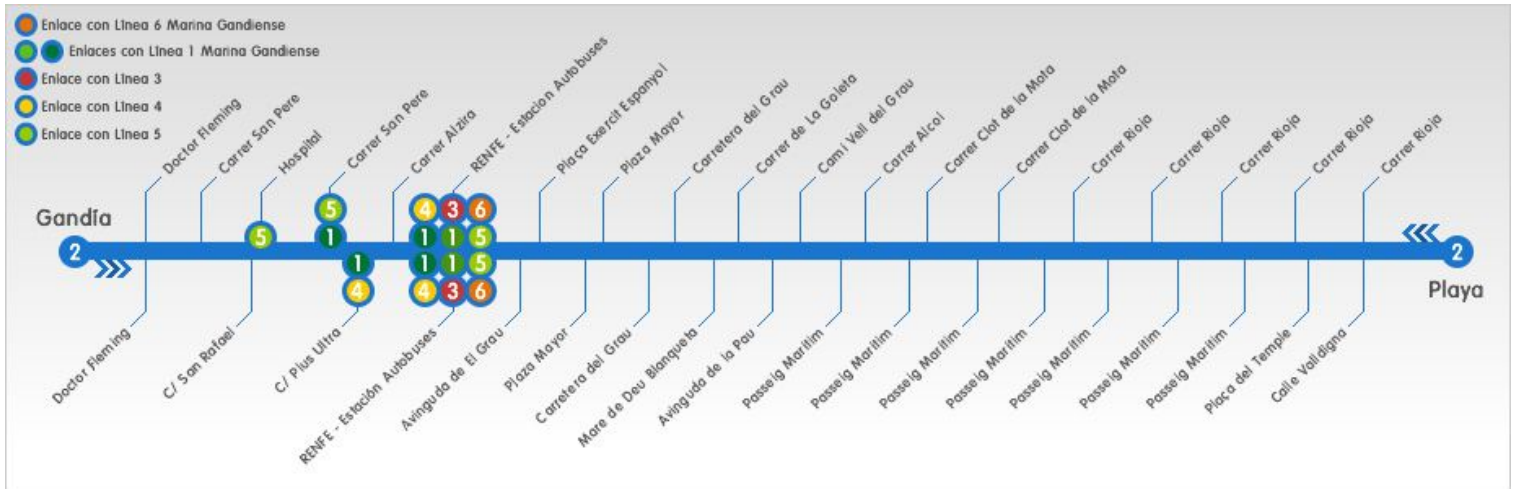 Enlace con Línea 6 Marina Gandiense
Enlaces con Línea 1 Marina Gandiense
Enlace con Línea 3
Enlace con Línea 4
Enlace con Línea 5
Doctor Fleming
Carrer San Pere
Hospital
Carrer San Pere
Carrer Alzira
RENFE - Estacion Autobuses
Plaça Exercit Espanyol
Plaza Mayor
Carretera del Grau
Carrer de La Goleta
Camí Vell del Grau
Carrer Alcoi
Carrer Clot de la Mota
Carrer Clot de la Mota
Carrer Rioja
Carrer Rioja
Carrer Rioja
Carrer Rioja
Carrer Rioja
Gandía
5 4 3 6
2 5 1 1 1 5 2
1 1 1 5
4 4 3 6
Playa
Doctor Fleming
C/ San Rafael
C/ Plus Ultra
RENFE - Estación Autobuses
Avinguda de El Grau
Plaza Mayor
Carretera del Grau
Mare de Deu Blanqueta
Avinguda de la Pau
Passeig Marítim
Passeig Marítim
Passeig Marítim
Passeig Marítim
Passeig Marítim
Passeig Marítim
Passeig Marítim
Plaça del Temple
Calle Valldigna